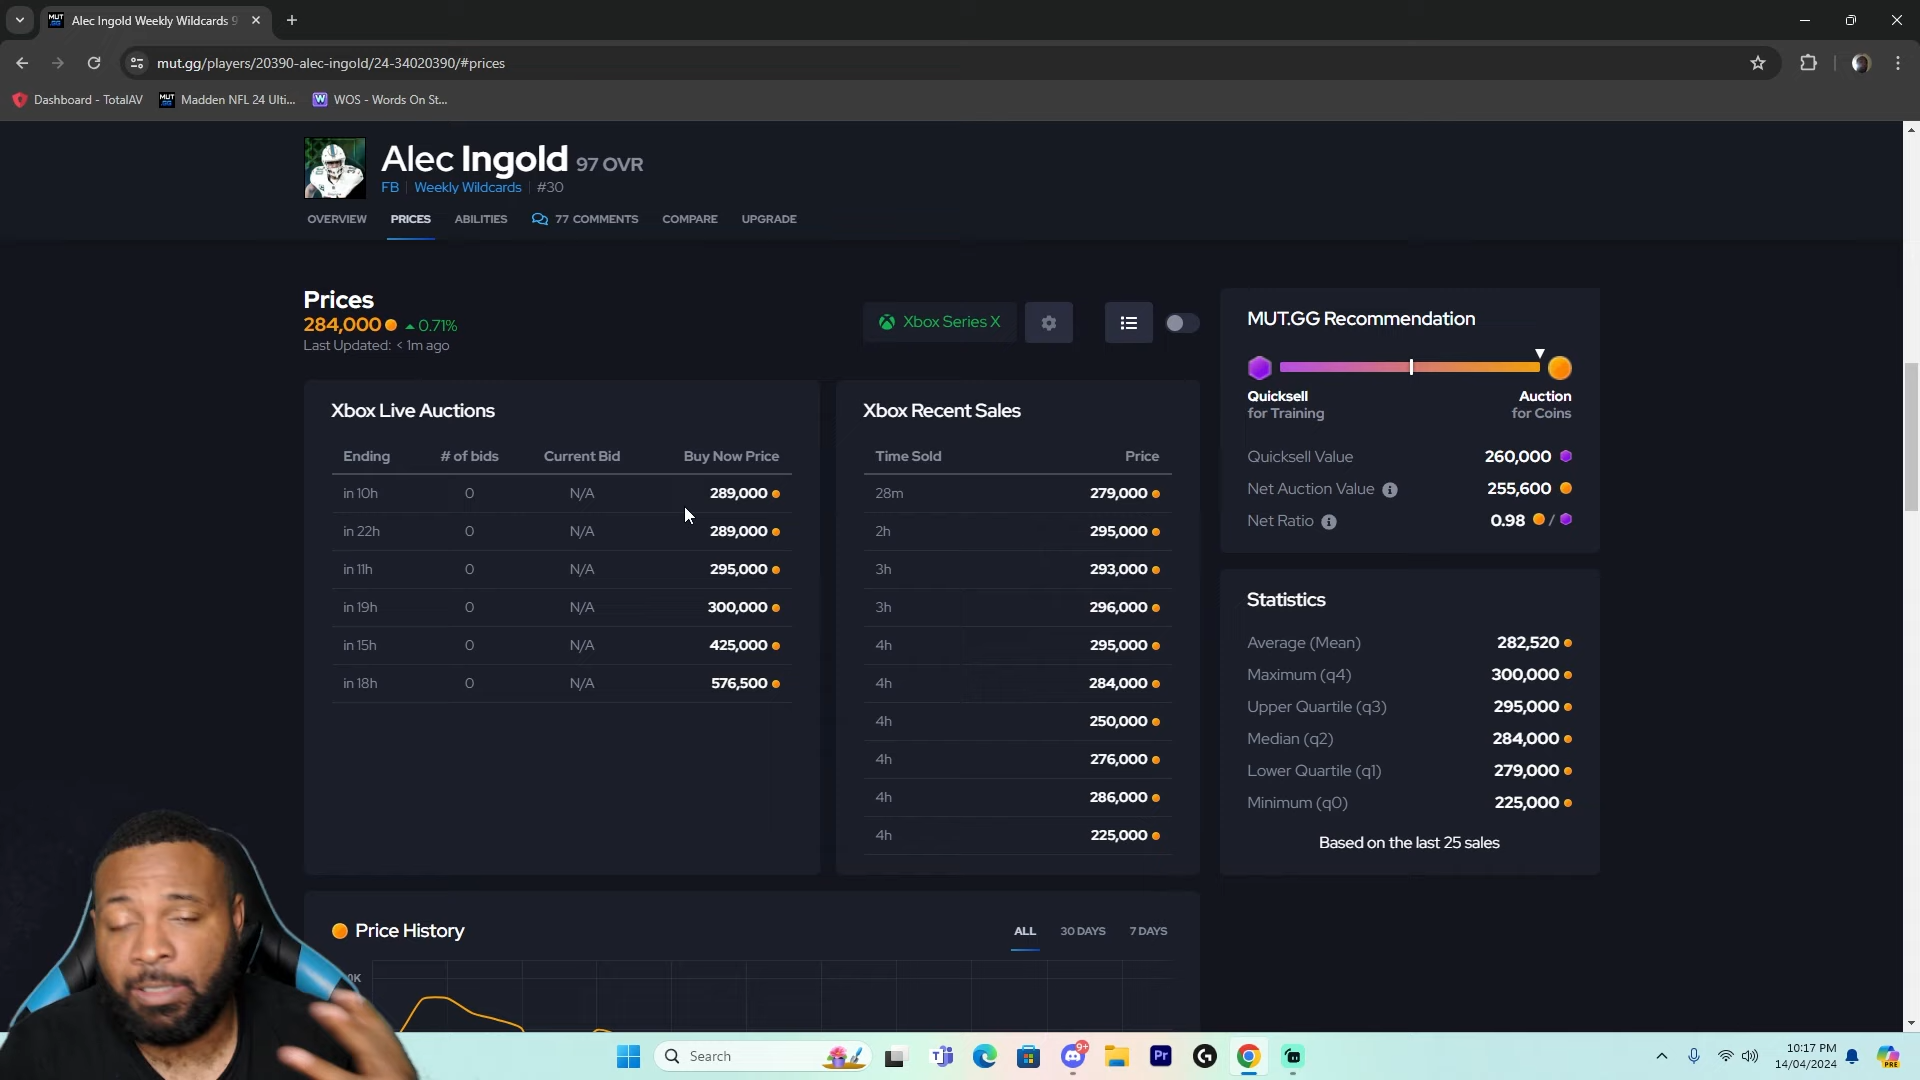 MUT.GG
Alec Ingold Weekly Wildcards 9
mut.gg/players/20390-alec-ingold/24-34020390/#prices
Dashboard - TotalAV
MUT.GG
Madden NFL 24 Ulti...
W
WOS - Words On St...
Alec Ingold 97 OVR
FB | Weekly Wildcards | #30
OVERVIEW PRICES ABILITIES 77 COMMENTS COMPARE UPGRADE
Prices
284,000 0.71%
Last Updated: < 1m ago
Xbox Series X
Xbox Live Auctions
Ending # of bids Current Bid Buy Now Price
in 10h 0 N/A 289,000
in 22h 0 N/A 289,000
in 11h 0 N/A 295,000
in 19h 0 N/A 300,000
in 15h 0 N/A 425,000
in 18h 0 N/A 576,500
Xbox Recent Sales
Time Sold Price
28m 279,000
2h 295,000
3h 293,000
3h 296,000
4h 295,000
4h 284,000
4h 250,000
4h 276,000
4h 286,000
4h 225,000
MUT.GG Recommendation
Quicksell Auction
for Training for Coins
Quicksell Value 260,000
Net Auction Value 255,600
Net Ratio 0.98 /
Statistics
Average (Mean) 282,520
Maximum (q4) 300,000
Upper Quartile (q3) 295,000
Median (q2) 284,000
Lower Quartile (q1) 279,000
Minimum (q0) 225,000
Based on the last 25 sales
Price History
ALL 30 DAYS 7 DAYS
Search
9+
Pr
10:17 PM
14/04/2024
PRE